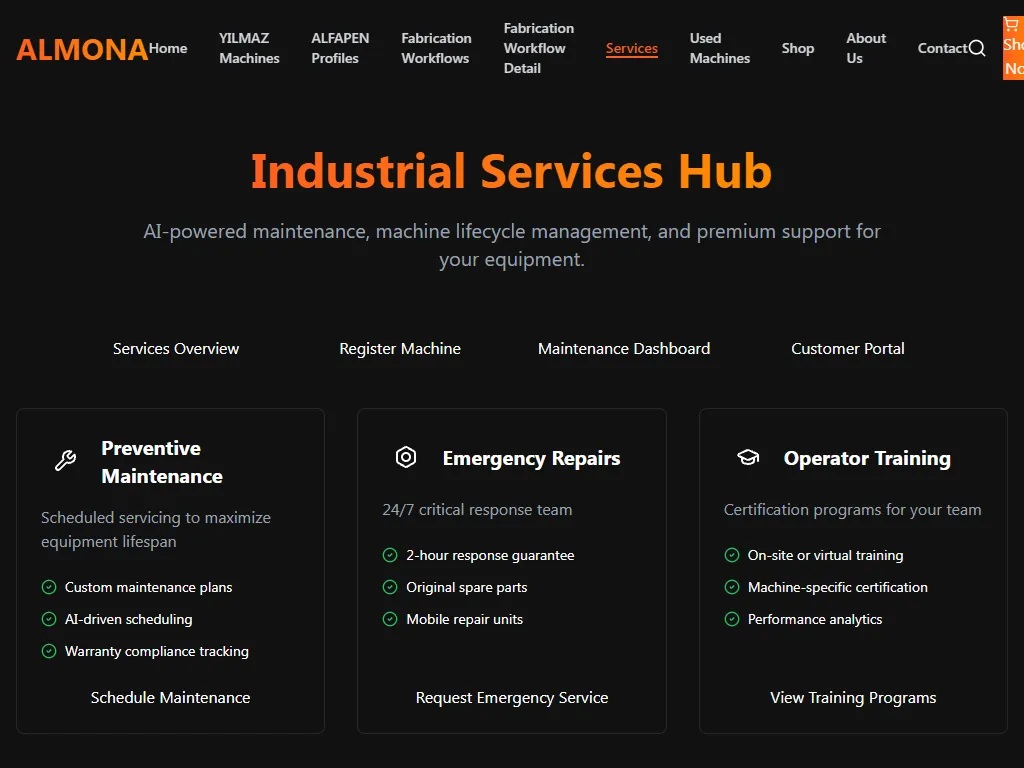 ALMONA
Home
YILMAZ
Machines
ALFAPEN
Profiles
Fabrication
Workflows
Fabrication
Workflow
Detail
Services
Used
Machines
Shop
About
Us
Contact
Industrial Services Hub
AI-powered maintenance, machine lifecycle management, and premium support for
your equipment.
Services Overview
Register Machine
Maintenance Dashboard
Customer Portal
Preventive
Maintenance
Scheduled servicing to maximize
equipment lifespan
Custom maintenance plans
AI-driven scheduling
Warranty compliance tracking
Schedule Maintenance
Emergency Repairs
24/7 critical response team
2-hour response guarantee
Original spare parts
Mobile repair units
Request Emergency Service
Operator Training
Certification programs for your team
On-site or virtual training
Machine-specific certification
Performance analytics
View Training Programs